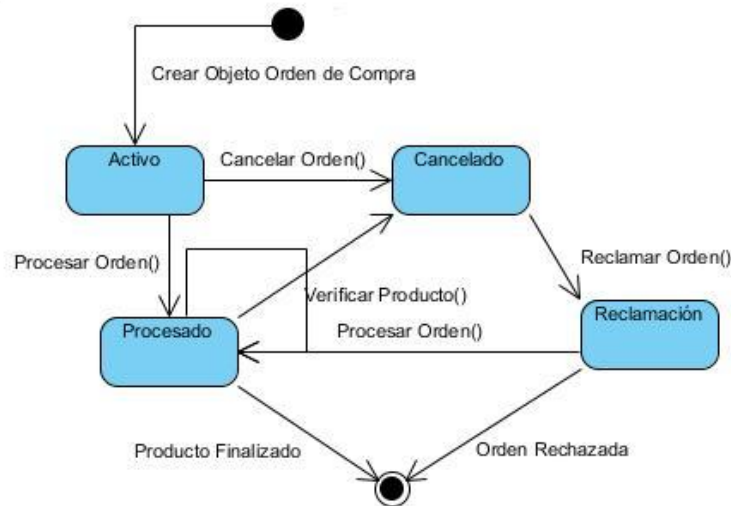 Crear Objeto Orden de Compra
Activo
Cancelar Orden()
Cancelado
Procesar Orden()
Reclamar Orden()
Verificar Producto()
Procesado
Procesar Orden()
Reclamación
Producto Finalizado
Orden Rechazada